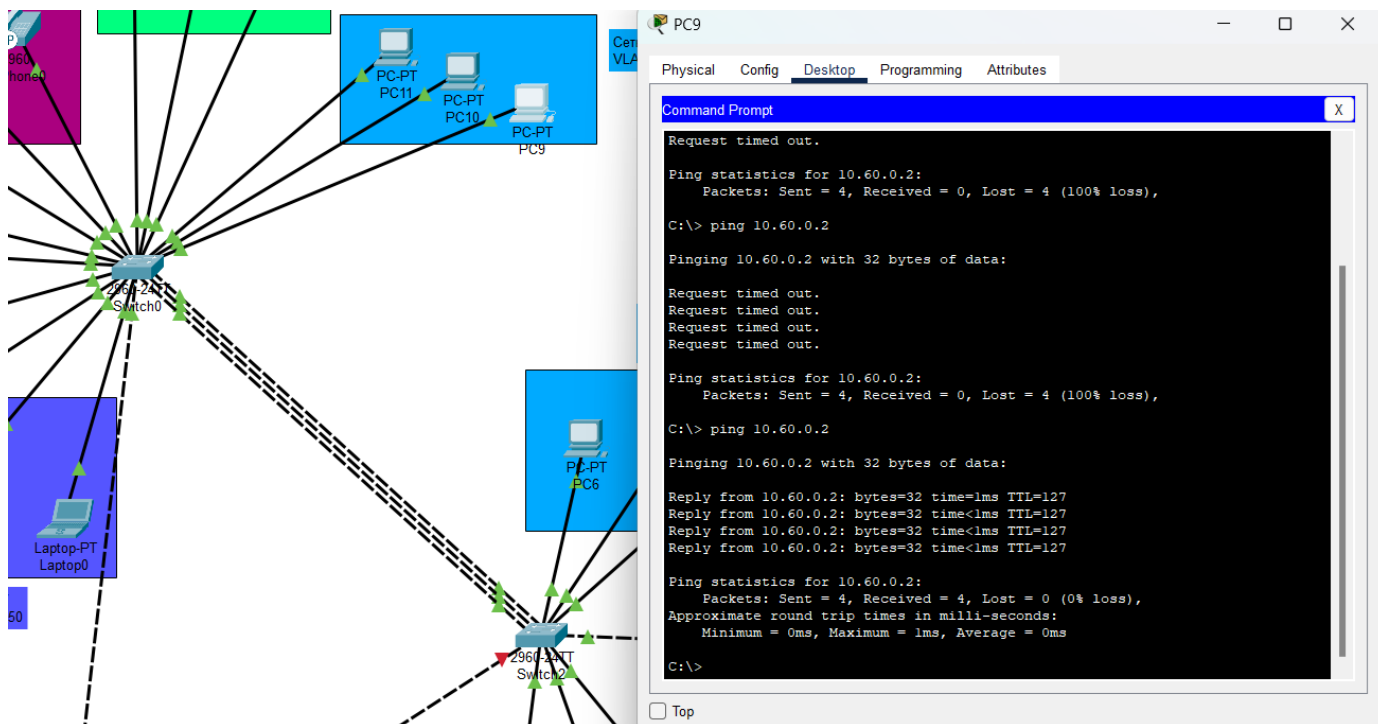 960
hone0
PC-PT
PC11
PC-PT
PC10
PC-PT
PC9
Сет
VLA
2960-24TT
Switch0
PC-PT
PC6
Laptop-PT
Laptop0
50
2960-24TT
Switch2
PC9
Physical Config Desktop Programming Attributes
Command Prompt
X
Request timed out.
Ping statistics for 10.60.0.2:
Packets: Sent = 4, Received = 0, Lost = 4 (100% loss),
C:\> ping 10.60.0.2
Pinging 10.60.0.2 with 32 bytes of data:
Request timed out.
Request timed out.
Request timed out.
Request timed out.
Ping statistics for 10.60.0.2:
Packets: Sent = 4, Received = 0, Lost = 4 (100% loss),
C:\> ping 10.60.0.2
Pinging 10.60.0.2 with 32 bytes of data:
Reply from 10.60.0.2: bytes=32 time=1ms TTL=127
Reply from 10.60.0.2: bytes=32 time<1ms TTL=127
Reply from 10.60.0.2: bytes=32 time<1ms TTL=127
Reply from 10.60.0.2: bytes=32 time<1ms TTL=127
Ping statistics for 10.60.0.2:
Packets: Sent = 4, Received = 4, Lost = 0 (0% loss),
Approximate round trip times in milli-seconds:
Minimum = 0ms, Maximum = 1ms, Average = 0ms
C:\>
Top